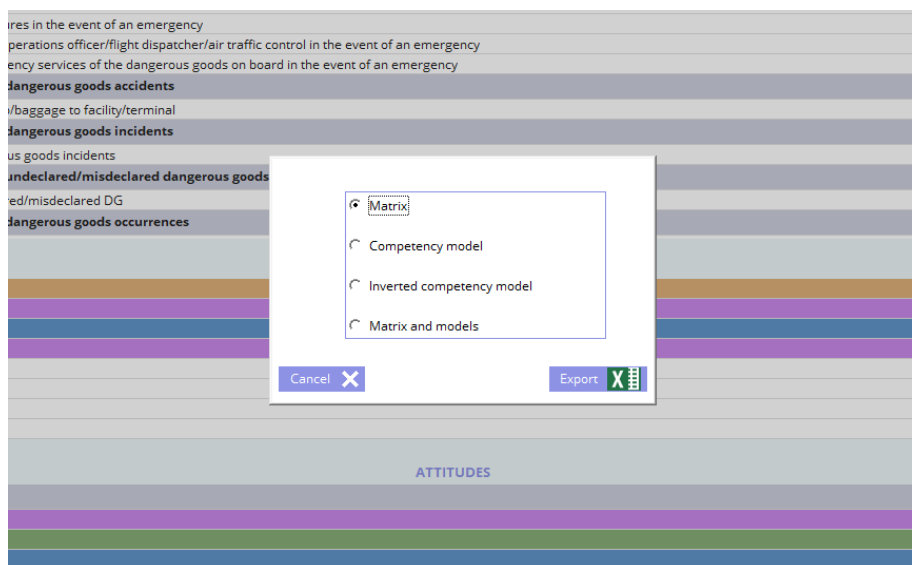 ures in the event of an emergency
perations officer/flight dispatcher/air traffic control in the event of an emergency
ency services of the dangerous goods on board in the event of an emergency
dangerous goods accidents
o/baggage to facility/terminal
dangerous goods incidents
us goods incidents
undeclared/misdeclared dangerous goods
red/misdeclared DG
dangerous goods occurrences
Matrix
Competency model
Inverted competency model
Matrix and models
Cancel
Export
ATTITUDES